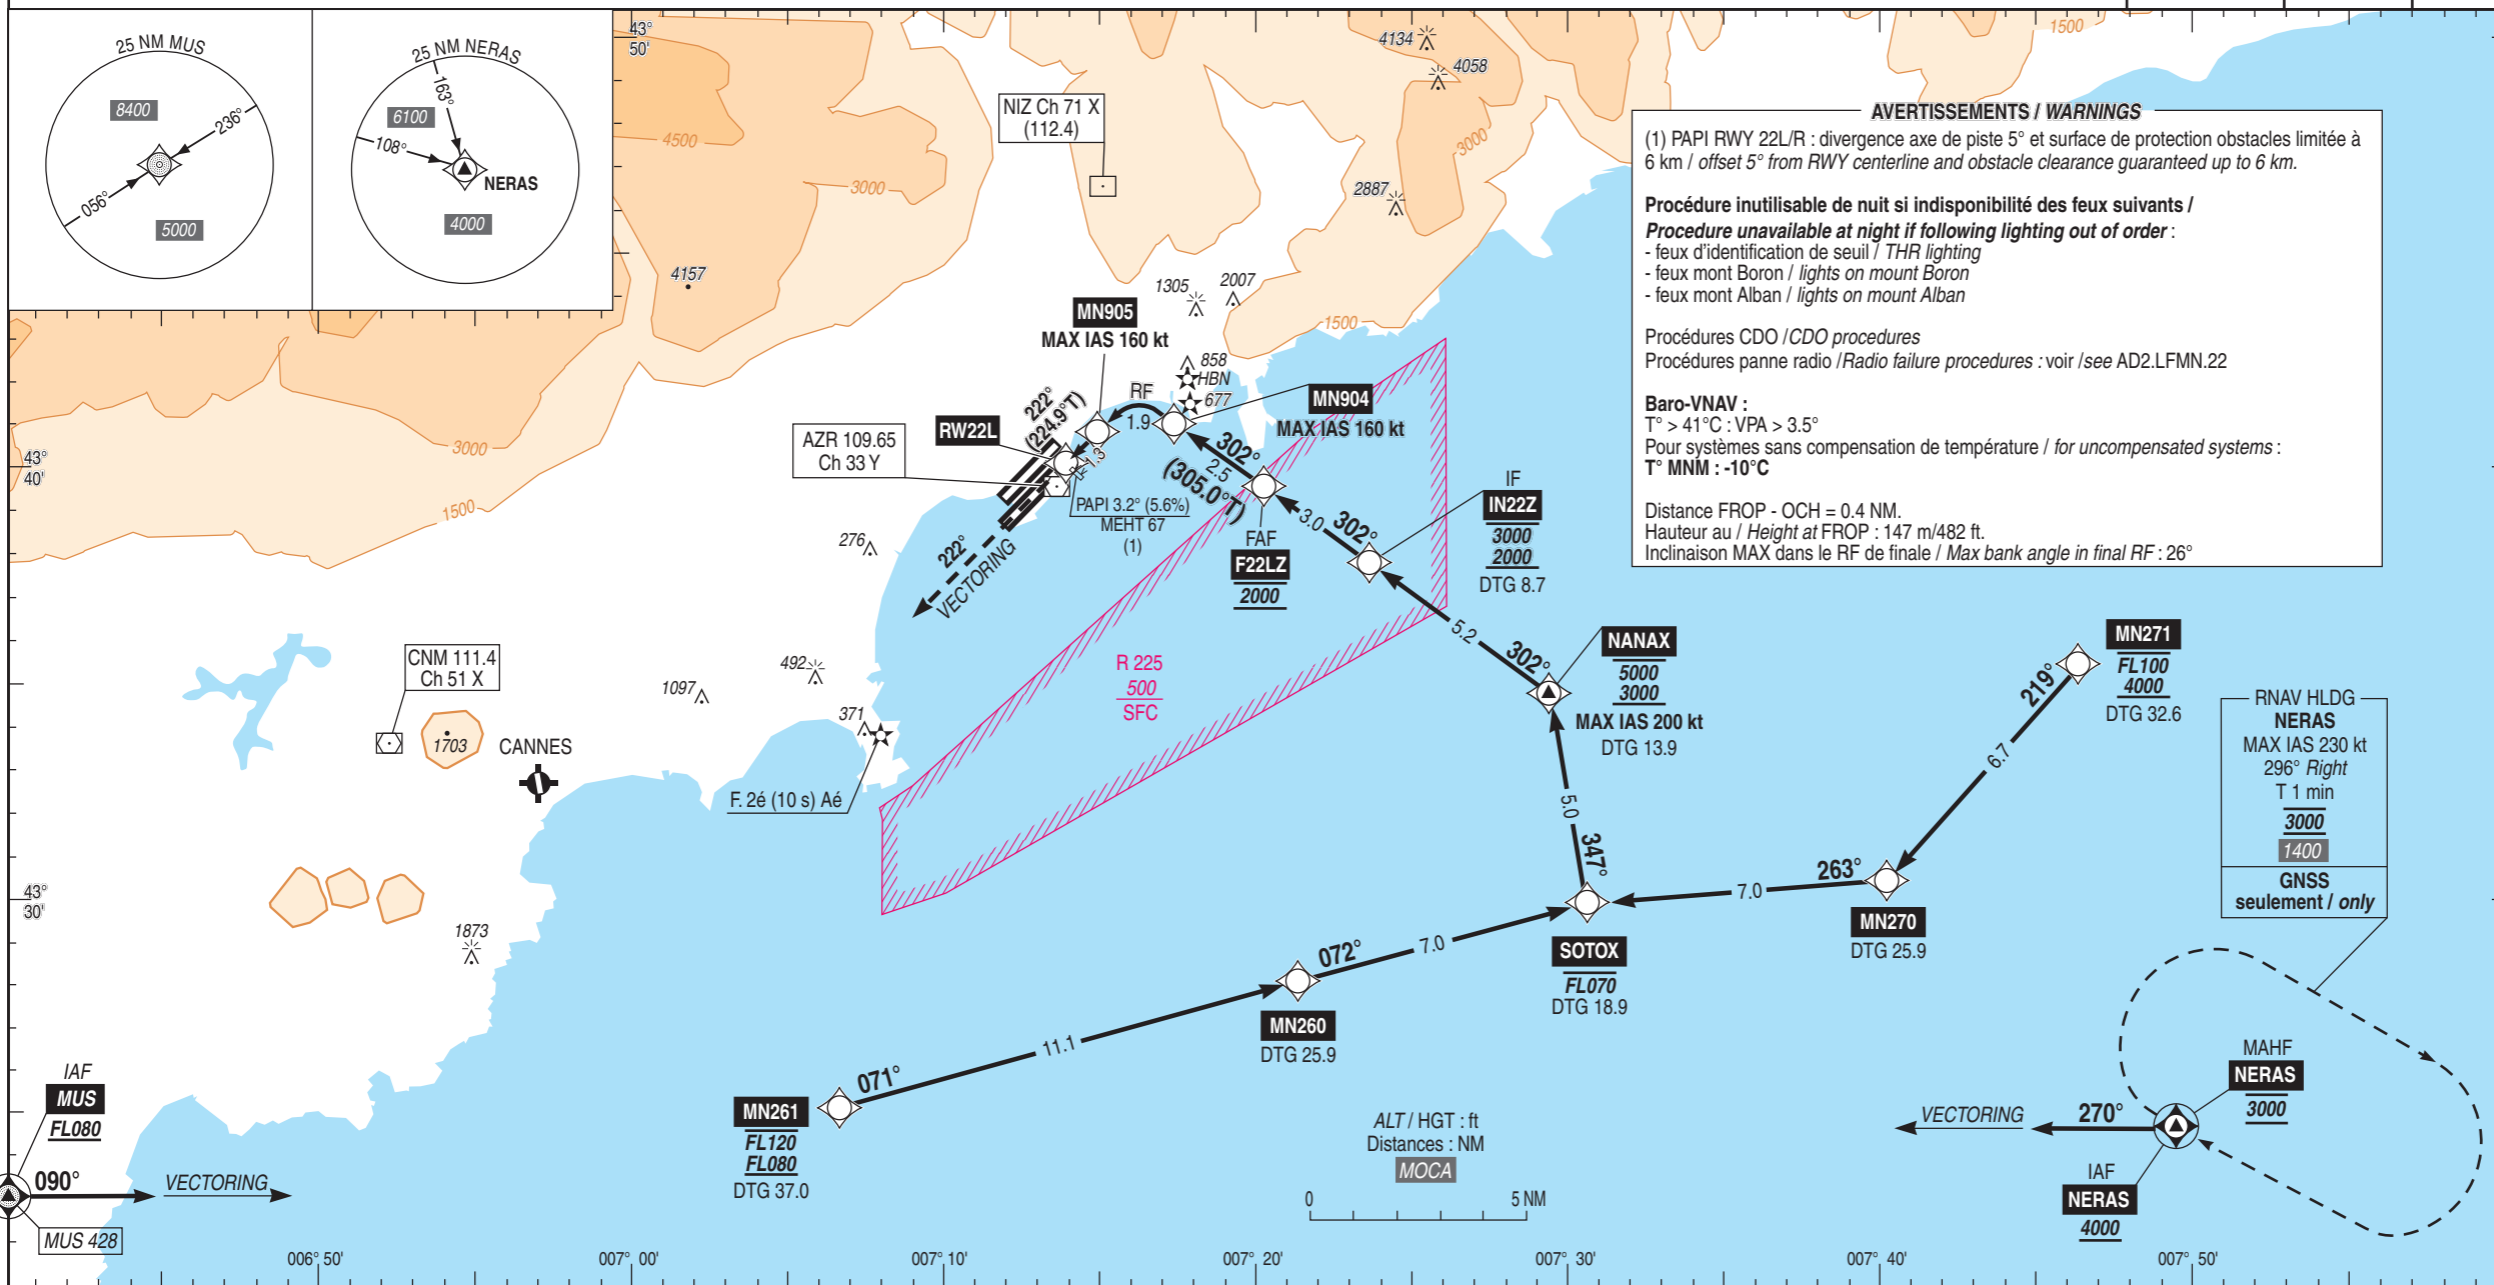 25 NM MUS
8400
236°
056°
5000
25 NM NERAS
163°
6100
108°
NERAS
4000
43°
50'
4500
3000
4157
NIZ Ch 71 X
(112.4)
4134
4058
3000
2887
1500
1500
AVERTISSEMENTS / WARNINGS
(1) PAPI RWY 22L/R : divergence axe de piste 5° et surface de protection obstacles limitée à
6 km / offset 5° from RWY centerline and obstacle clearance guaranteed up to 6 km.
Procédure inutilisable de nuit si indisponibilité des feux suivants /
Procedure unavailable at night if following lighting out of order :
- feux d'identification de seuil / THR lighting
- feux mont Boron / lights on mount Boron
- feux mont Alban / lights on mount Alban
Procédures CDO /CDO procedures
Procédures panne radio /Radio failure procedures : voir /see AD2.LFMN.22
Baro-VNAV :
T° > 41°C : VPA > 3.5°
Pour systèmes sans compensation de température / for uncompensated systems :
T° MNM : -10°C
Distance FROP - OCH = 0.4 NM.
Hauteur au / Height at FROP : 147 m/482 ft.
Inclinaison MAX dans le RF de finale / Max bank angle in final RF : 26°
1305
2007
MN905
MAX IAS 160 kt
858
HBN
677
RF
1.9
MN904
MAX IAS 160 kt
222°
(224.9°T)
RW22L
1.3
AZR 109.65
Ch 33 Y
302°
2.5
(305.0°T)
PAPI 3.2° (5.6%)
MEHT 67
(1)
3000
1500
43°
40'
276
222°
VECTORING
FAF
F22LZ
2000
3.0
302°
IF
IN22Z
3000
2000
DTG 8.7
5.2
302°
NANAX
5000
3000
MAX IAS 200 kt
DTG 13.9
MN271
FL100
4000
DTG 32.6
219°
6.7
R 225
500
SFC
CNM 111.4
Ch 51 X
1703
CANNES
1097
492
371
F. 2é (10 s) Aé
5.0
347°
RNAV HLDG
NERAS
MAX IAS 230 kt
296° Right
T 1 min
3000
1400
GNSS
seulement / only
43°
30'
1873
263°
7.0
MN270
DTG 25.9
SOTOX
FL070
DTG 18.9
072°
7.0
MN260
DTG 25.9
11.1
071°
MN261
FL120
FL080
DTG 37.0
IAF
MUS
FL080
090°
VECTORING
MUS 428
ALT / HGT : ft
Distances : NM
MOCA
0
5 NM
MAHF
NERAS
3000
VECTORING
270°
IAF
NERAS
4000
006° 50'
007° 00'
007° 10'
007° 20'
007° 30'
007° 40'
007° 50'